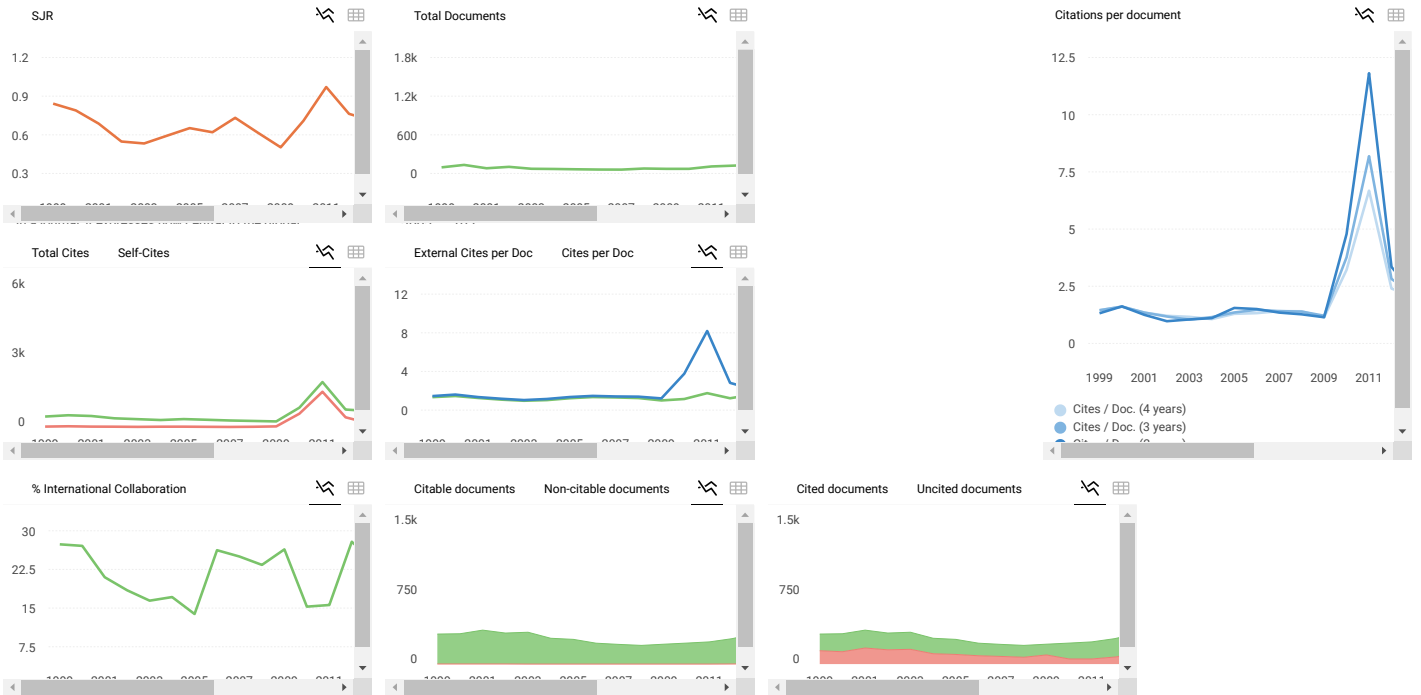 SJR
1.2
0.9
0.6
0.3
Total Documents
1.8k
1.2k
600
0
Citations per document
12.5
10
7.5
5
2.5
0
1999 2001 2003 2005 2007 2009 2011
Cites / Doc. (4 years)
Cites / Doc. (3 years)
Total Cites Self-Cites
6k
3k
0
External Cites per Doc Cites per Doc
12
8
4
0
% International Collaboration
30
22.5
15
7.5
Citable documents Non-citable documents
1.5k
750
0
Cited documents Uncited documents
1.5k
750
0